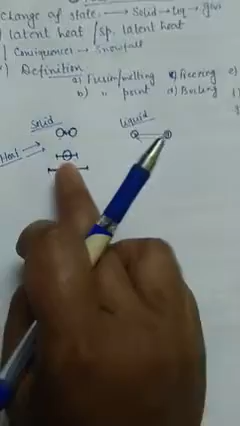 Change of state. → Solid → Liq → gas
latent heat / sp. latent heat
Consequences → Snowfall
Definition
a) Fusion/melting c) Freezing e)
b) " point d) Boiling f)
Solid Liquid
Heat